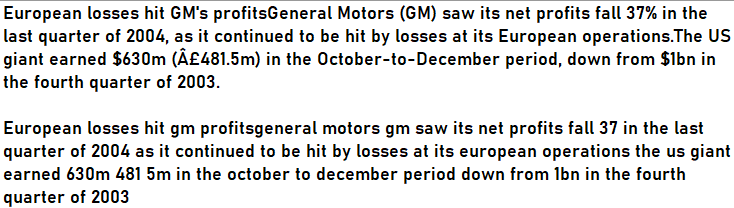 European losses hit GM's profitsGeneral Motors (GM) saw its net profits fall 37% in the
last quarter of 2004, as it continued to be hit by losses at its European operations.The US
giant earned $630m (Â£481.5m) in the October-to-December period, down from $1bn in
the fourth quarter of 2003.
European losses hit gm profitsgeneral motors gm saw its net profits fall 37 in the last
quarter of 2004 as it continued to be hit by losses at its european operations the us giant
earned 630m 481 5m in the october to december period down from 1bn in the fourth
quarter of 2003